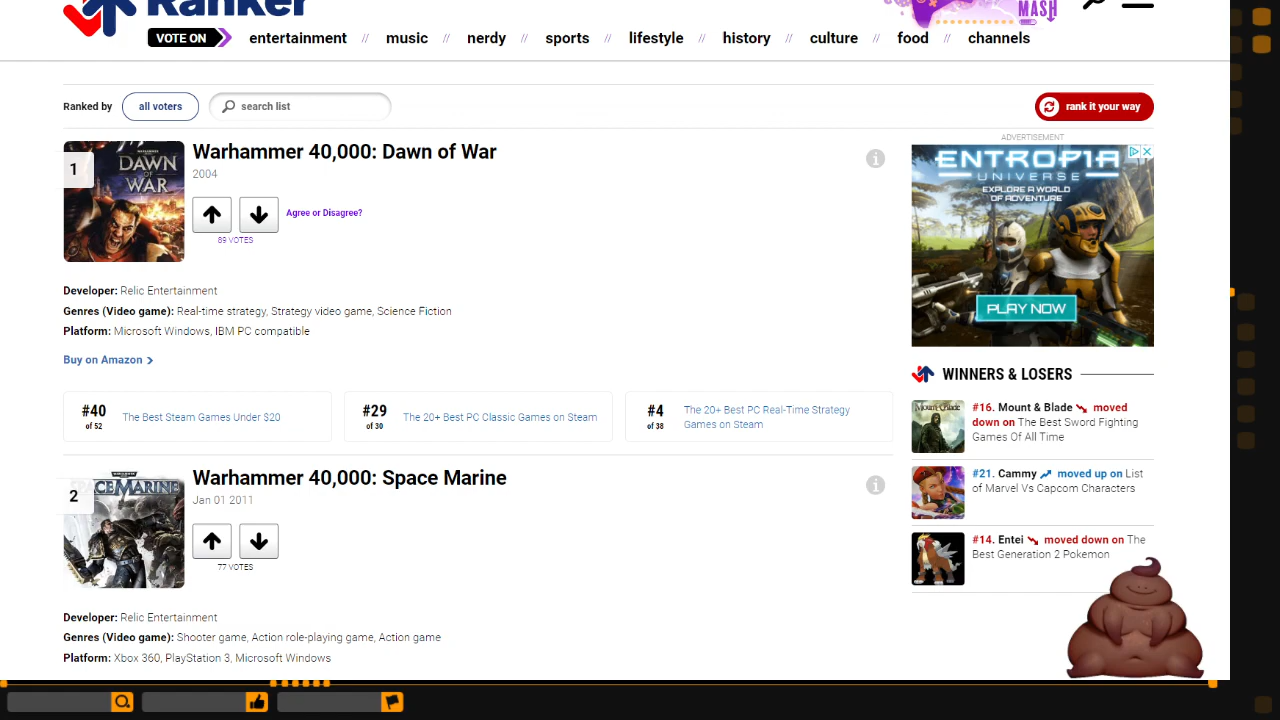 Ranker
MASH
VOTE ON
entertainment // music // nerdy // sports // lifestyle // history // culture // food // channels
Ranked by
all voters
search list
rank it your way
1
DAWN
OF
WAR
Warhammer 40,000: Dawn of War
2004
Agree or Disagree?
89 VOTES
Developer: Relic Entertainment
Genres (Video game): Real-time strategy, Strategy video game, Science Fiction
Platform: Microsoft Windows, IBM PC compatible
Buy on Amazon
#40
of 52
The Best Steam Games Under $20
#29
of 30
The 20+ Best PC Classic Games on Steam
#4
of 38
The 20+ Best PC Real-Time Strategy
Games on Steam
2
SPACE MARINE
Warhammer 40,000: Space Marine
Jan 01 2011
77 VOTES
Developer: Relic Entertainment
Genres (Video game): Shooter game, Action role-playing game, Action game
Platform: Xbox 360, PlayStation 3, Microsoft Windows
ADVERTISEMENT
ENTROPIA
UNIVERSE
EXPLORE A WORLD
OF ADVENTURE
PLAY NOW
WINNERS & LOSERS
#16. Mount & Blade moved
down on The Best Sword Fighting
Games Of All Time
#21. Cammy moved up on List
of Marvel Vs Capcom Characters
#14. Entei moved down on The
Best Generation 2 Pokemon